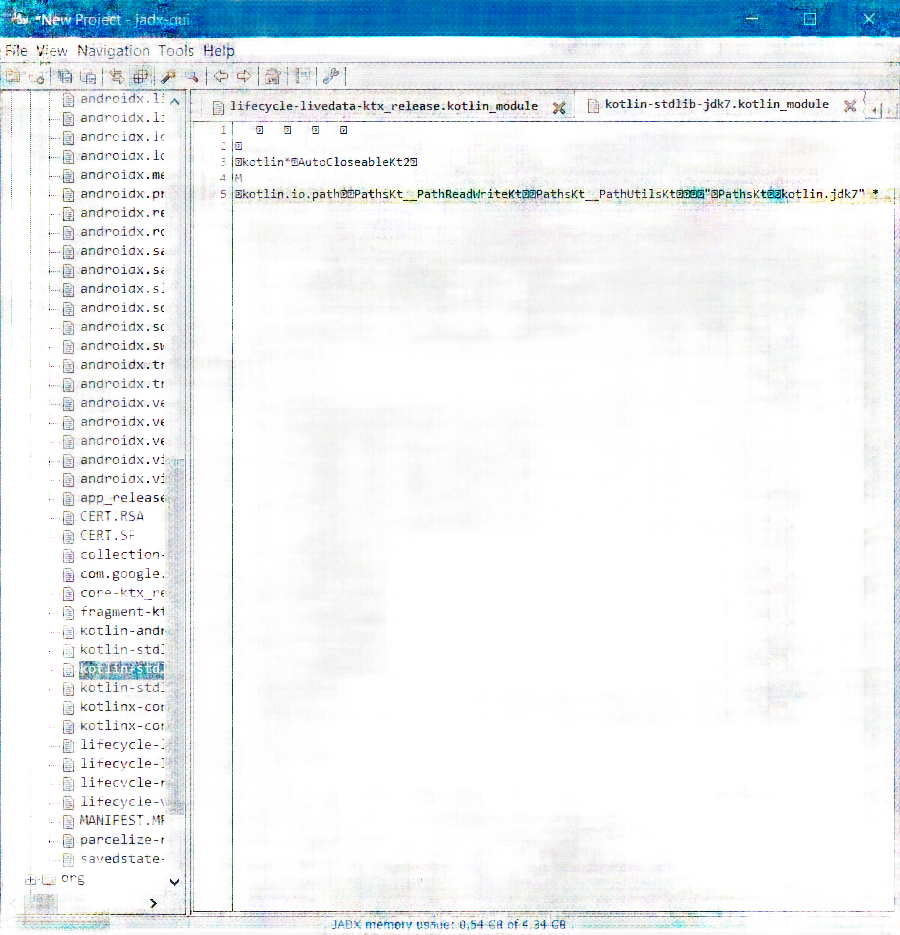 *New Project - jadx-gui
File View Navigation Tools Help
androidx.li
androidx.li
androidx.lo
androidx.lo
androidx.me
androidx.pr
androidx.re
androidx.ro
androidx.sa
androidx.sa
androidx.sl
androidx.sq
androidx.sq
androidx.sw
androidx.tr
androidx.tr
androidx.ve
androidx.ve
androidx.ve
androidx.vi
androidx.vi
app_release
CERT.RSA
CERT.SF
collection-
com.google.
core-ktx_re
fragment-kt
kotlin-andr
kotlin-stdl
kotlin-std
kotlin-stdl
kotlinx-cor
kotlinx-cor
lifecycle-l
lifecycle-l
lifecycle-r
lifecycle-v
MANIFEST.MF
parcelize-r
savedstate-
org
lifecycle-livedata-ktx_release.kotlin_module
kotlin-stdlib-jdk7.kotlin_module
1
2
3 kotlin*AutoCloseableKt2
4 M
5 kotlin.io.pathPathsKt__PathReadWriteKtPathsKt__PathUtilsKt"PathsKtkotlin.jdk7" *
JADX memory usage: 0,54 GB of 4,34 GB